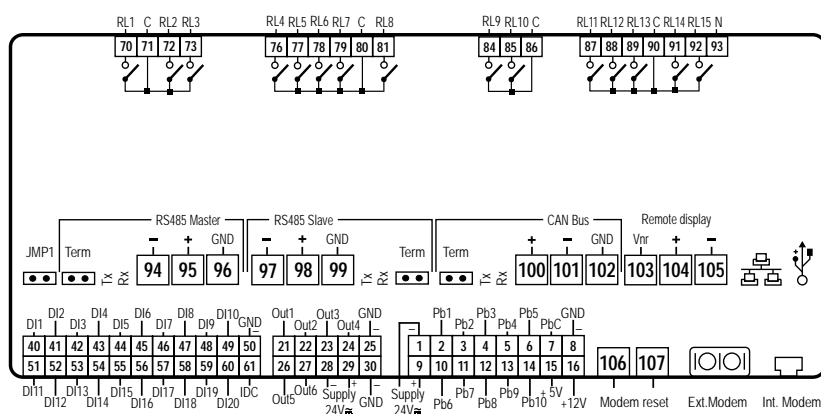 RL1 C RL2 RL3 RL4 RL5 RL6 RL7 C RL8 RL9 RL10 C RL11 RL12 RL13 C RL14 RL15 N
70 71 72 73 76 77 78 79 80 81 84 85 86 87 88 89 90 91 92 93
RS485 Master RS485 Slave CAN Bus Remote display
JMP1 Term − + GND − + GND Term Term + − GND Vnr + −
Tx Rx 94 95 96 97 98 99 Tx Rx 100 101 102 103 104 105
DI2 DI4 DI6 DI8 DI10 Out1 Out3 GND Pb1 Pb3 Pb5 GND
DI1 DI3 DI5 DI7 DI9 GND Out2 Out4 Pb2 Pb4 PbC
− − − −
40 41 42 43 44 45 46 47 48 49 50 21 22 23 24 25 1 2 3 4 5 6 7 8
51 52 53 54 55 56 57 58 59 60 61 26 27 28 29 30 9 10 11 12 13 14 15 16
106 107
DI11 DI13 DI15 DI17 DI19 IDC Out6 − + − + Pb7 Pb9 + 5V
DI12 DI14 DI16 DI18 DI20 Out5 Supply GND Supply Pb6 Pb8 Pb10 +12V
24V 24V
Modem reset Ext.Modem Int. Modem